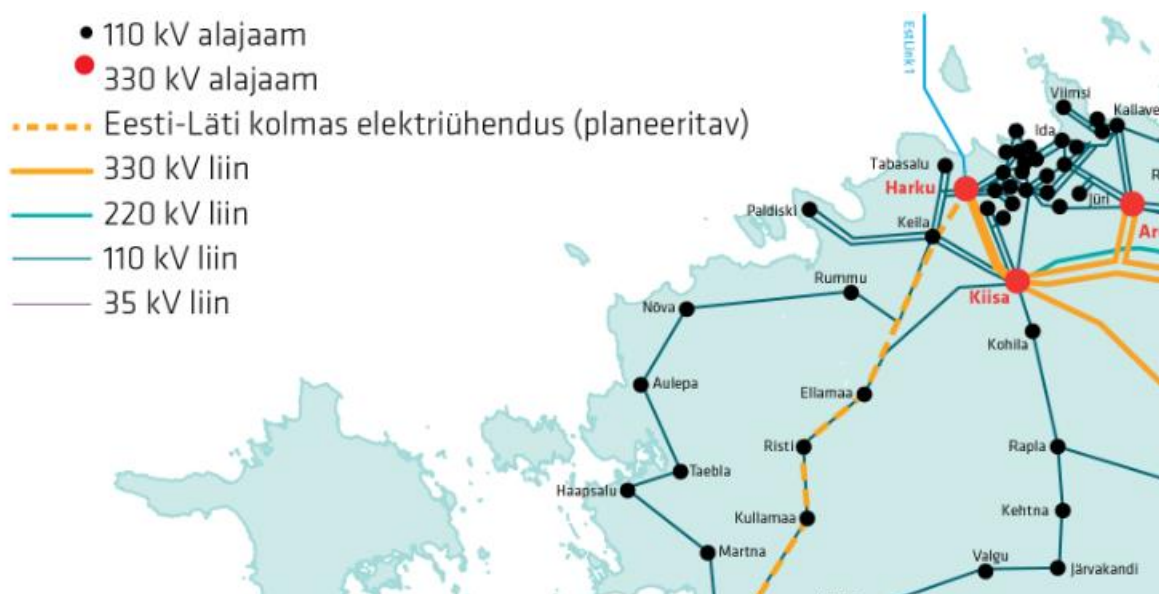 110 kV alajaam
330 kV alajaam
Eesti-Läti kolmas elektriühendus (planeeritav)
330 kV liin
220 kV liin
110 kV liin
35 kV liin
EstLink 1
Viimsi
Kallave
Ida
Tabasalu
R
Harku
Jüri
Paldiski
Keila
Ar
Rummu
Kiisa
Nõva
Kohila
Aulepa
Ellamaa
Risti
Rapla
Taebla
Haapsalu
Kullamaa
Kehtna
Martna
Valgu
Järvakandi